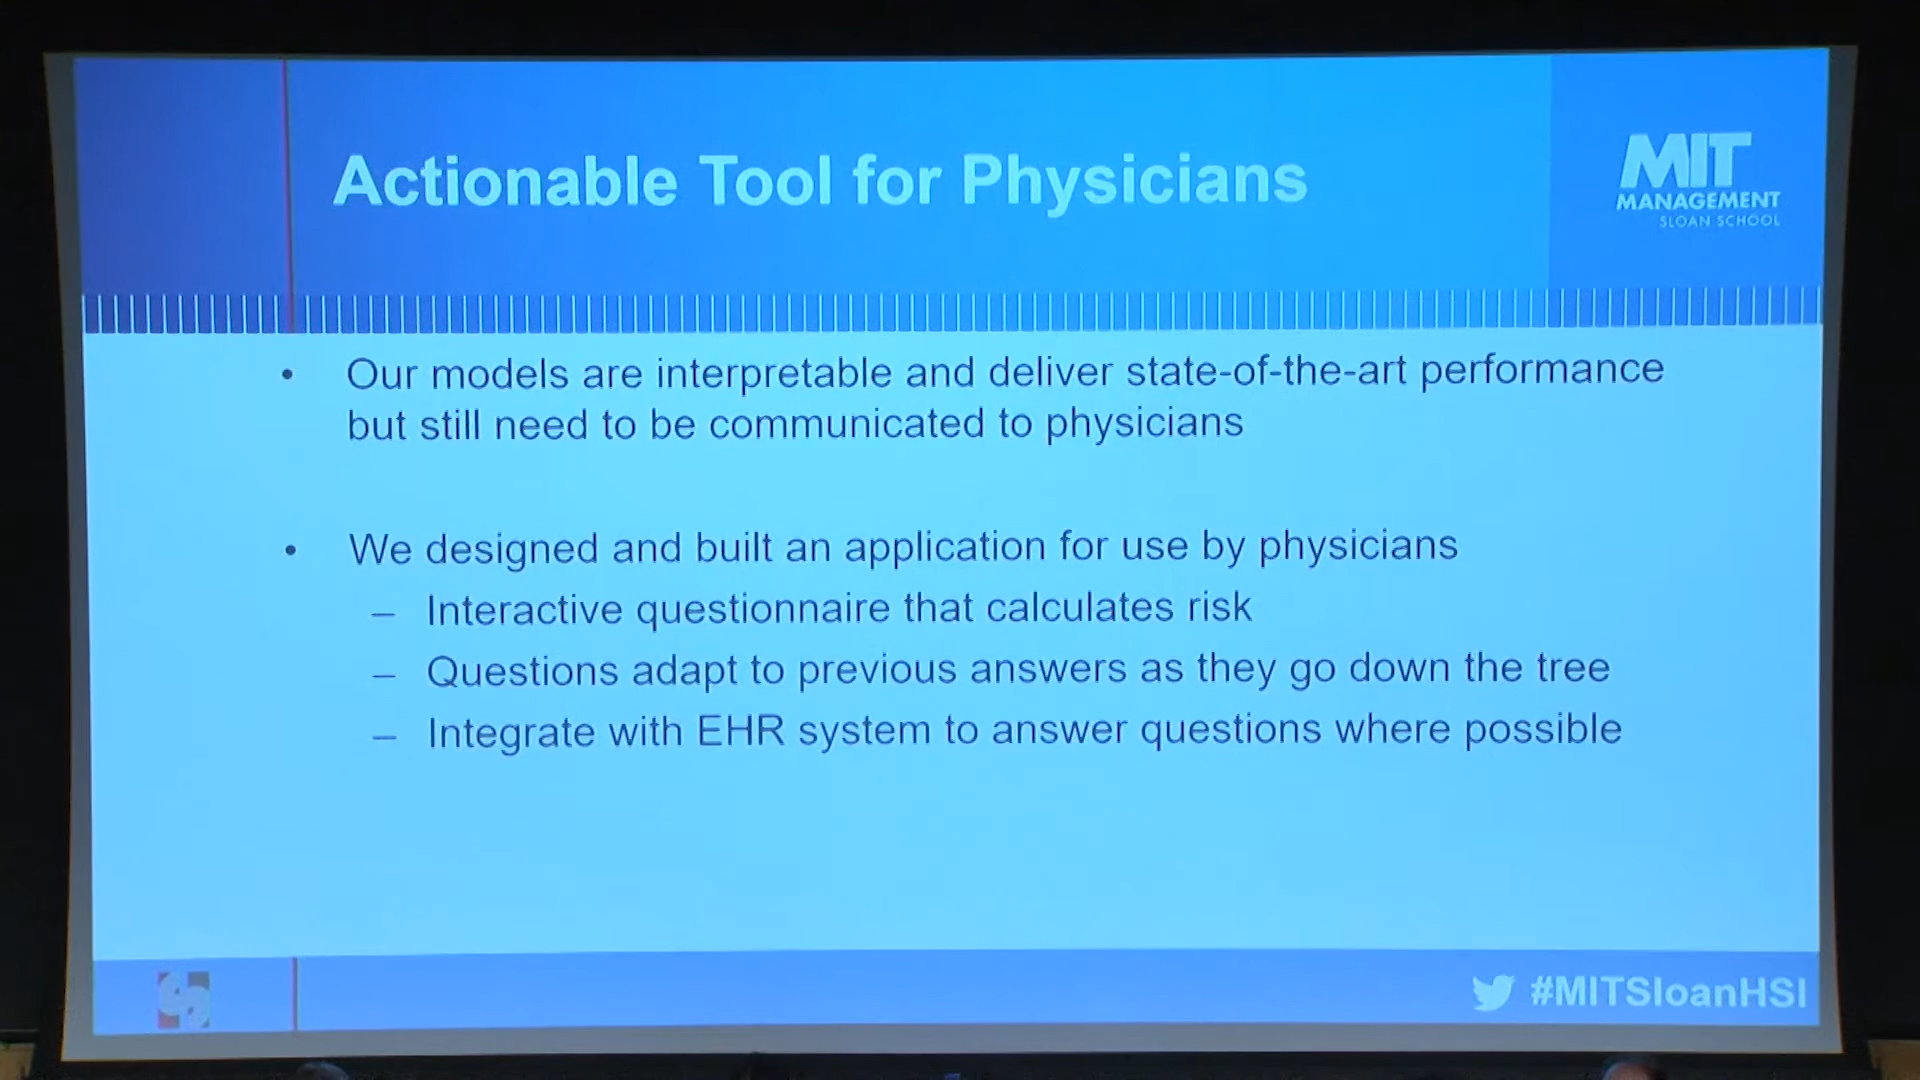 Actionable Tool for Physicians
MIT
MANAGEMENT
SLOAN SCHOOL
• Our models are interpretable and deliver state-of-the-art performance
but still need to be communicated to physicians
• We designed and built an application for use by physicians
– Interactive questionnaire that calculates risk
– Questions adapt to previous answers as they go down the tree
– Integrate with EHR system to answer questions where possible
#MITSloanHSI